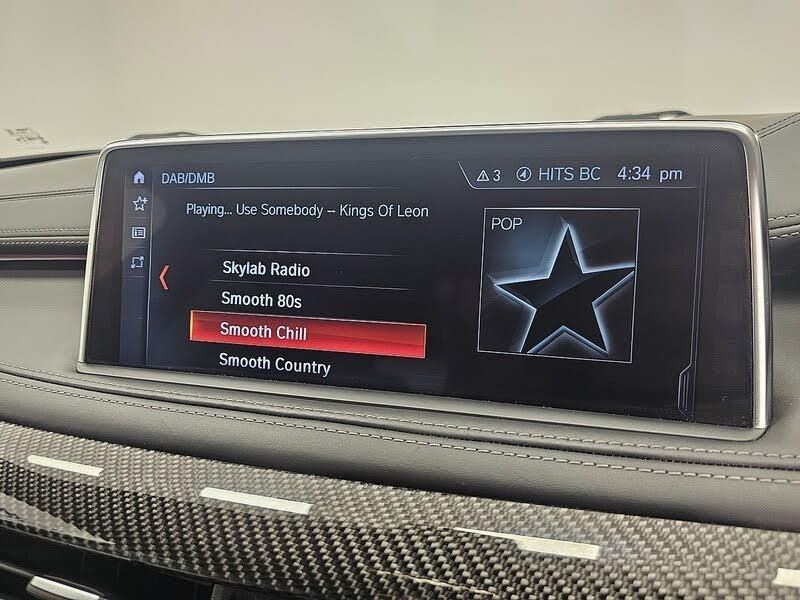 DAB/DMB
3 HITS BC 4:34 pm
Playing... Use Somebody -- Kings Of Leon
POP
Skylab Radio
Smooth 80s
Smooth Chill
Smooth Country